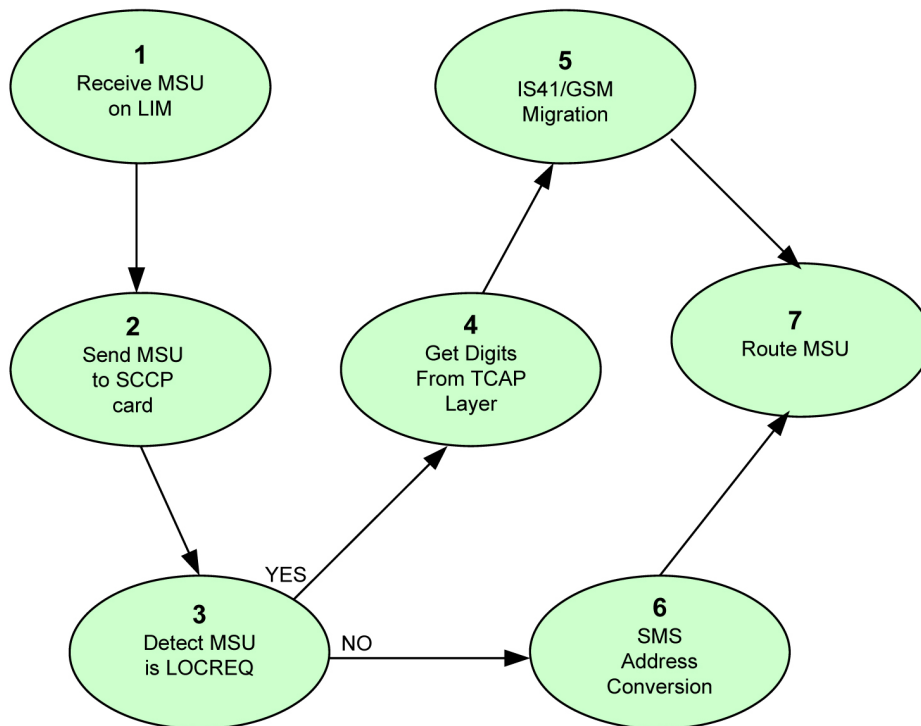 1
Receive MSU
on LIM
2
Send MSU
to SCCP
card
3
Detect MSU
is LOCREQ
YES
NO
4
Get Digits
From TCAP
Layer
5
IS41/GSM
Migration
6
SMS
Address
Conversion
7
Route MSU